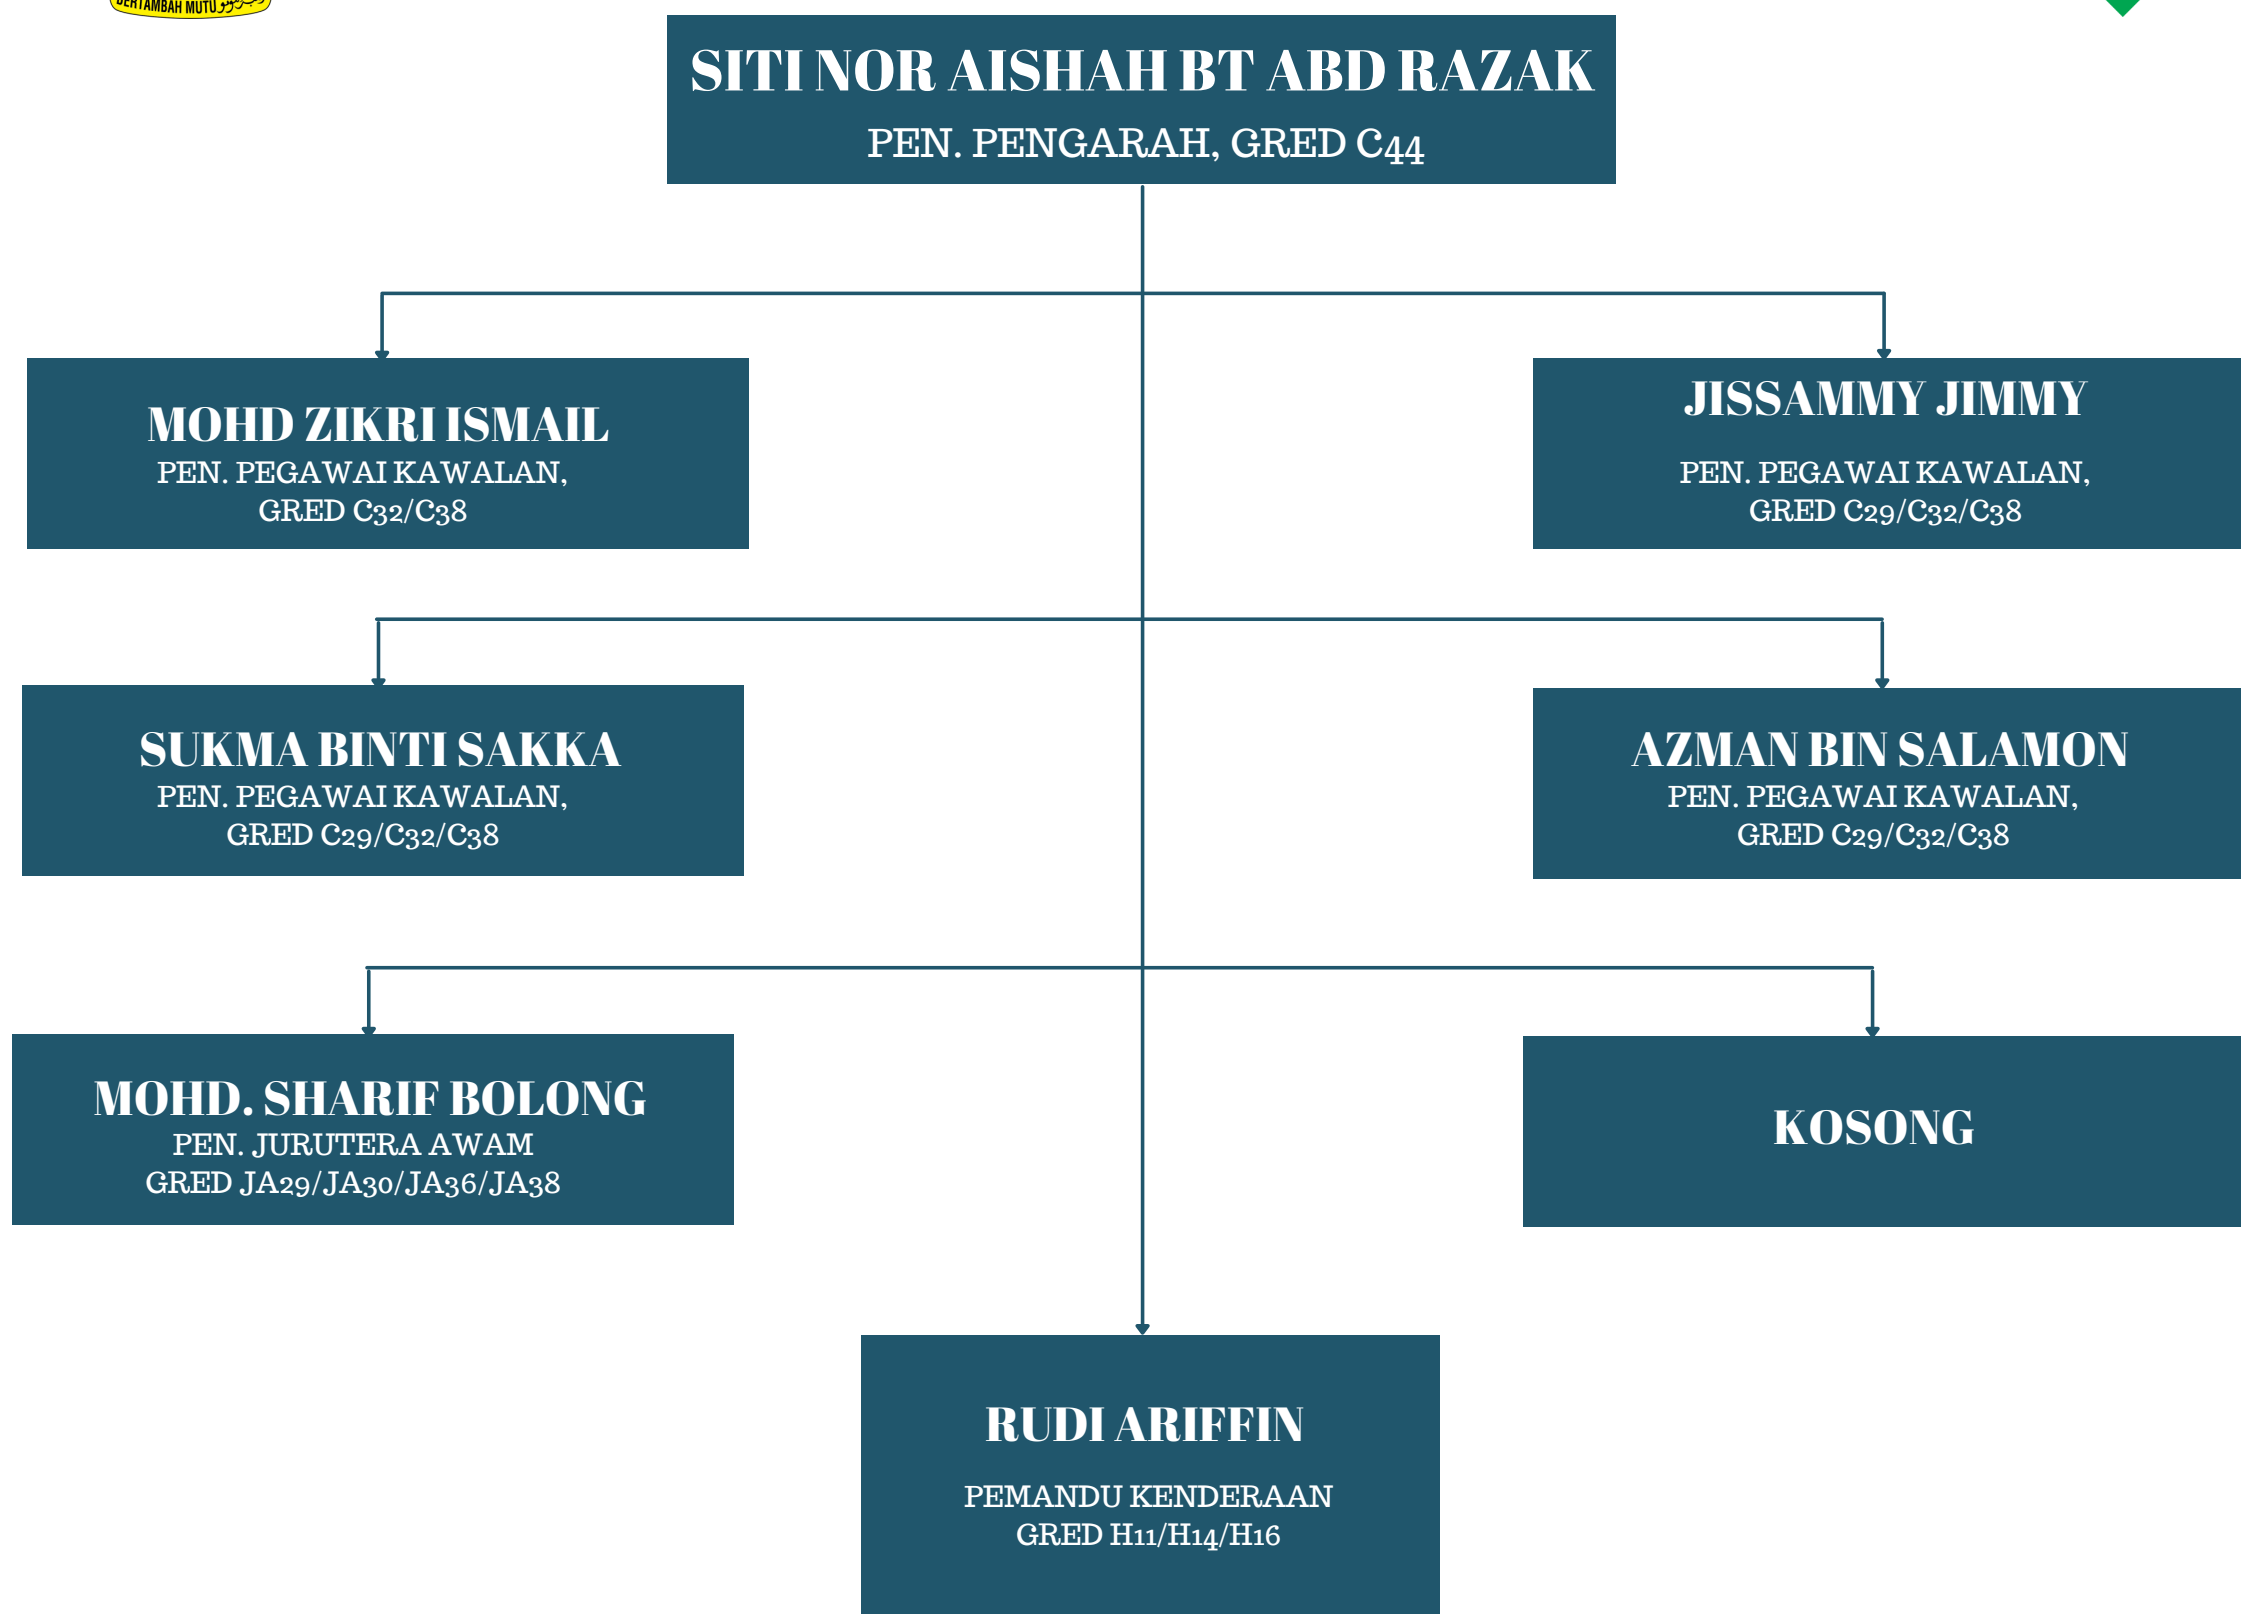 BERTAMBAH MUTU
SITI NOR AISHAH BT ABD RAZAK
PEN. PENGARAH, GRED C44
MOHD ZIKRI ISMAIL
PEN. PEGAWAI KAWALAN,
GRED C32/C38
JISSAMMY JIMMY
PEN. PEGAWAI KAWALAN,
GRED C29/C32/C38
SUKMA BINTI SAKKA
PEN. PEGAWAI KAWALAN,
GRED C29/C32/C38
AZMAN BIN SALAMON
PEN. PEGAWAI KAWALAN,
GRED C29/C32/C38
MOHD. SHARIF BOLONG
PEN. JURUTERA AWAM
GRED JA29/JA30/JA36/JA38
KOSONG
RUDI ARIFFIN
PEMANDU KENDERAAN
GRED H11/H14/H16